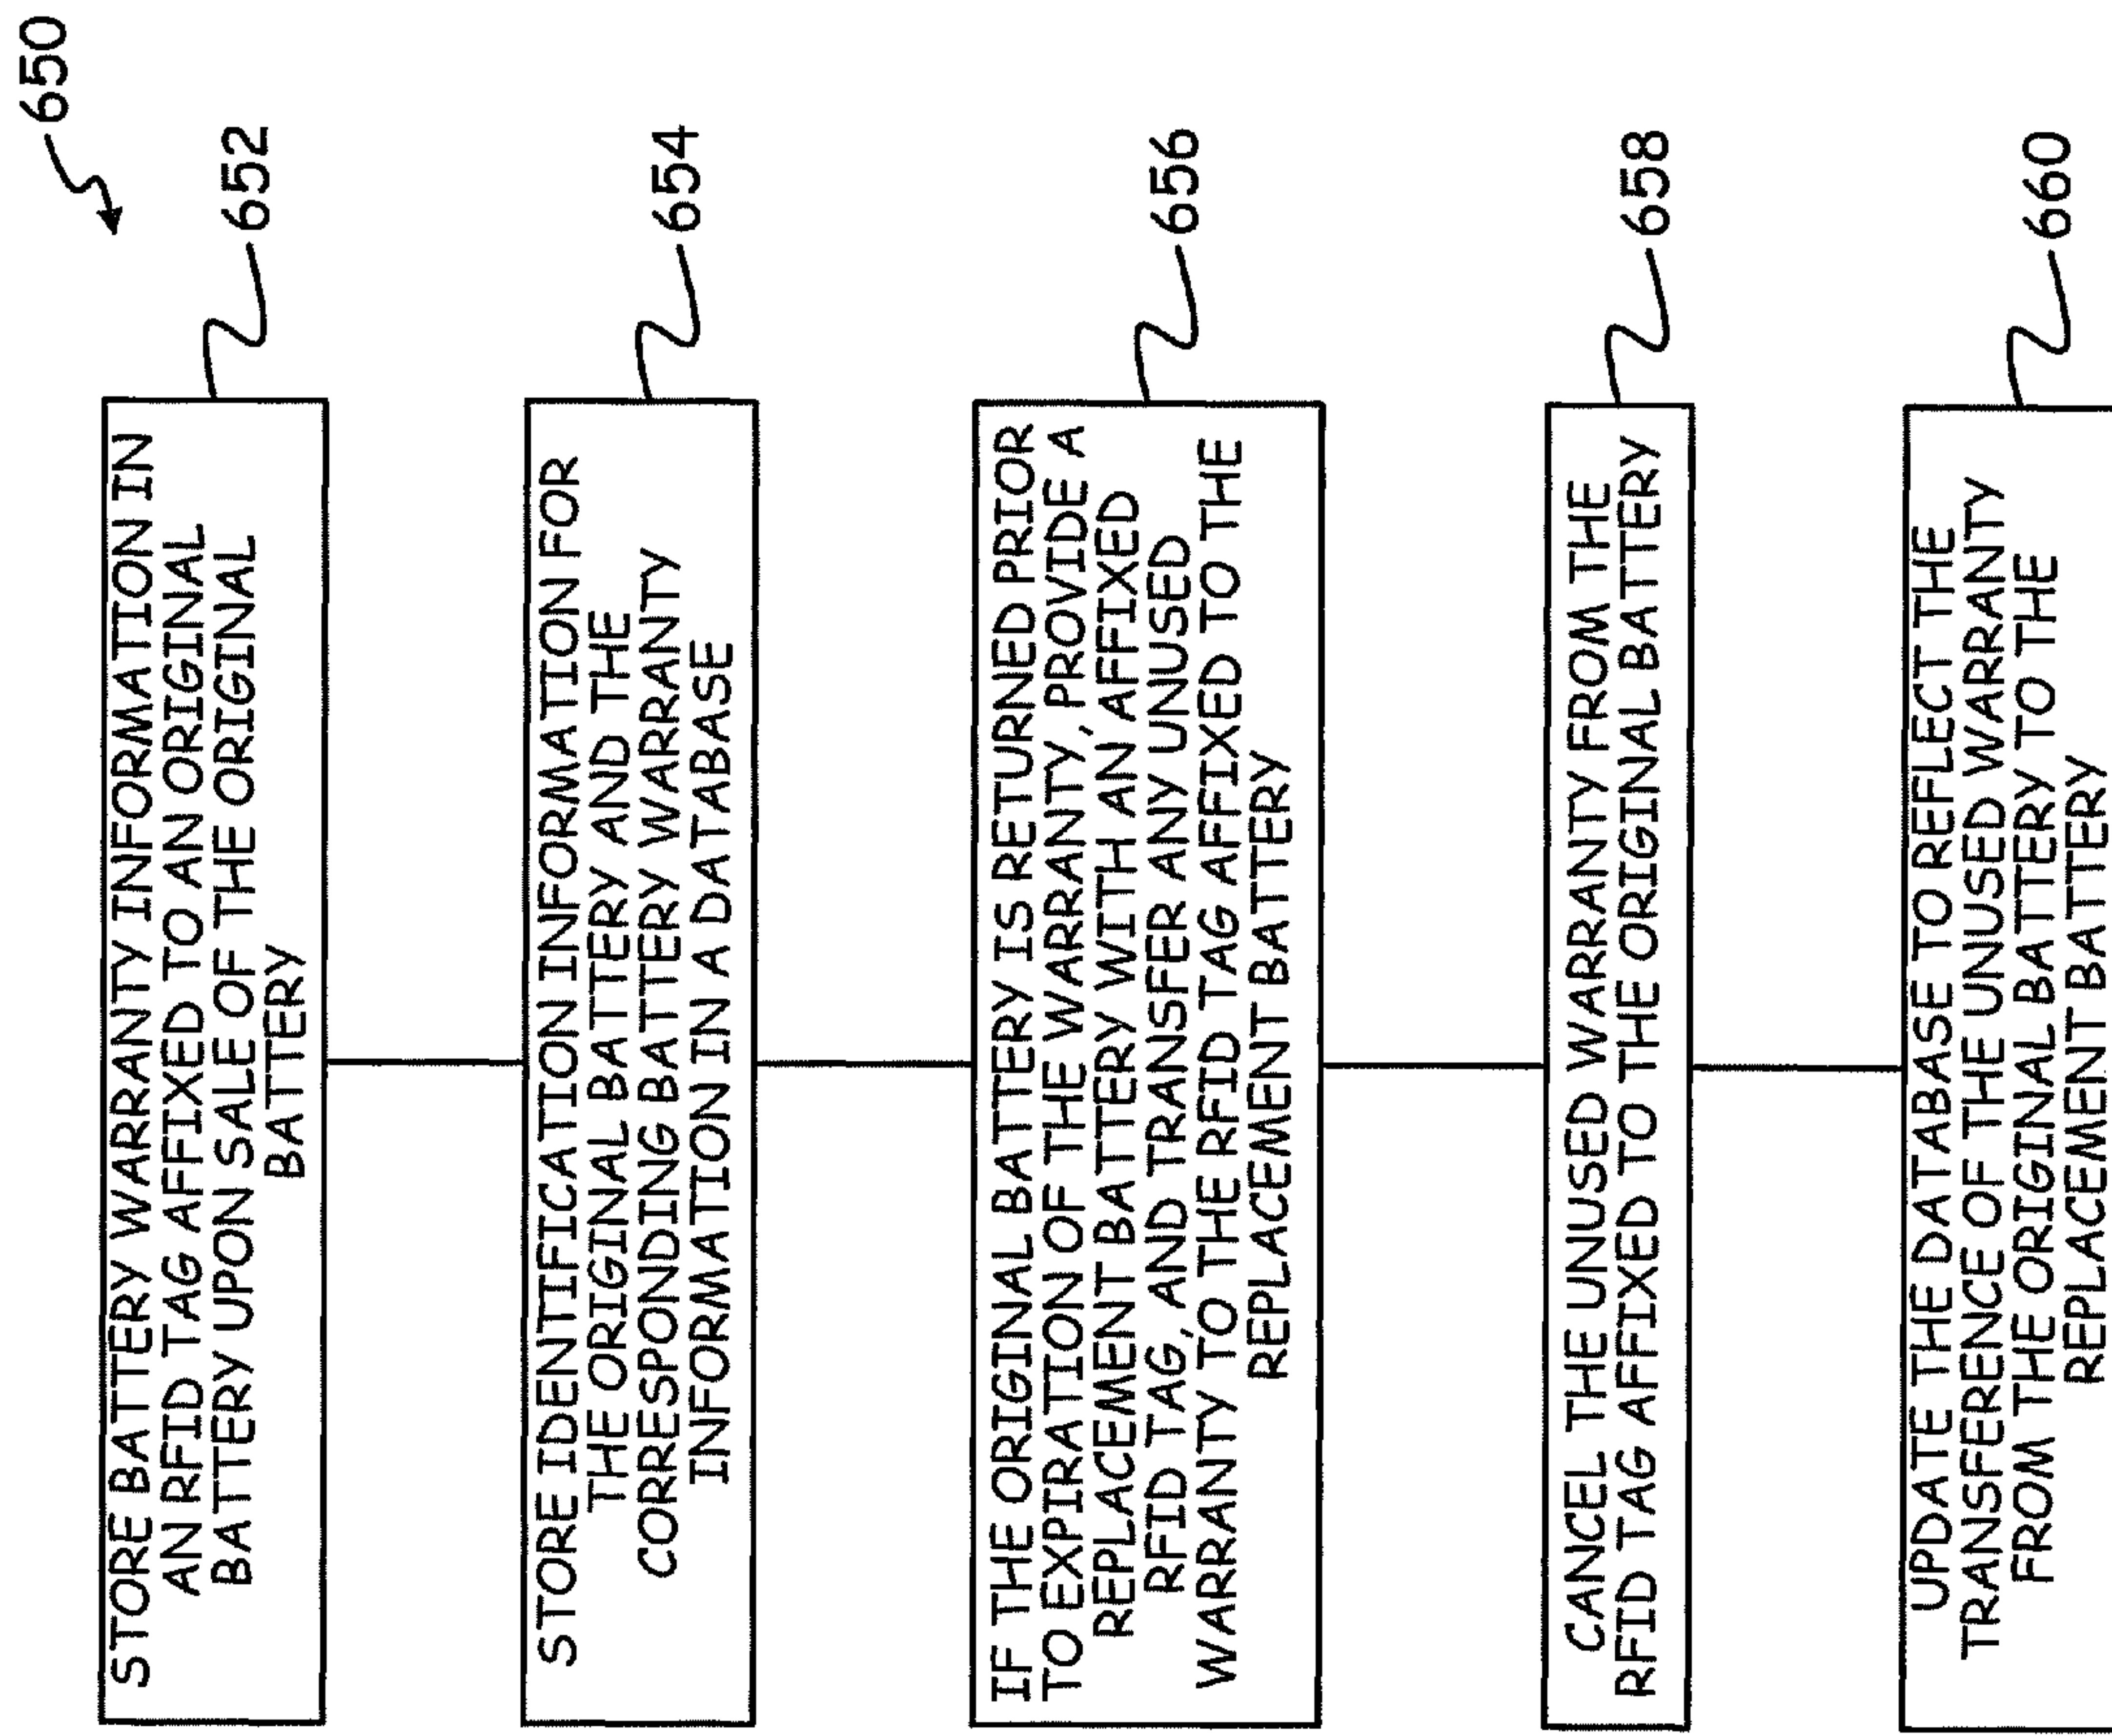 650
STORE BATTERY WARRANTY INFORMATION IN
AN RFID TAG AFFIXED TO AN ORIGINAL
BATTERY UPON SALE OF THE ORIGINAL
BATTERY
652
STORE IDENTIFICATION INFORMATION FOR
THE ORIGINAL BATTERY AND THE
CORRESPONDING BATTERY WARRANTY
INFORMATION IN A DATABASE
654
IF THE ORIGINAL BATTERY IS RETURNED PRIOR
TO EXPIRATION OF THE WARRANTY, PROVIDE A
REPLACEMENT BATTERY WITH AN AFFIXED
RFID TAG, AND TRANSFER ANY UNUSED
WARRANTY TO THE RFID TAG AFFIXED TO THE
REPLACEMENT BATTERY
656
CANCEL THE UNUSED WARRANTY FROM THE
RFID TAG AFFIXED TO THE ORIGINAL BATTERY
658
UPDATE THE DATABASE TO REFLECT THE
TRANSFERENCE OF THE UNUSED WARRANTY
FROM THE ORIGINAL BATTERY TO THE
REPLACEMENT BATTERY
660